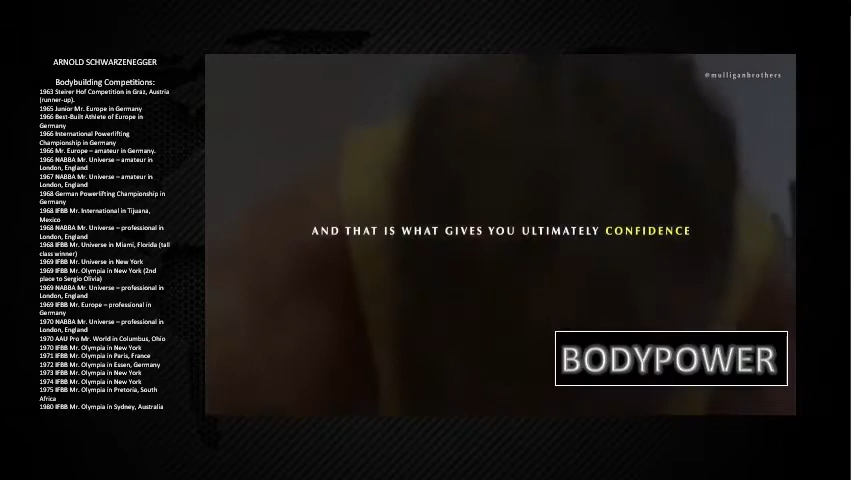 ARNOLD SCHWARZENEGGER
Bodybuilding Competitions:
1963 Steirer Hof Competition in Graz, Austria
(runner-up).
1965 Junior Mr. Europe in Germany
1966 Best-Built Athlete of Europe in
Germany
1966 International Powerlifting
Championship in Germany
1966 Mr. Europe – amateur in Germany.
1966 NABBA Mr. Universe – amateur in
London, England
1967 NABBA Mr. Universe – amateur in
London, England
1968 German Powerlifting Championship in
Germany
1968 IFBB Mr. International in Tijuana,
Mexico
1968 NABBA Mr. Universe – professional in
London, England
1968 IFBB Mr. Universe in Miami, Florida (tall
class winner)
1969 IFBB Mr. Universe in New York
1969 IFBB Mr. Olympia in New York (2nd
place to Sergio Olivia)
1969 NABBA Mr. Universe – professional in
London, England
1969 IFBB Mr. Europe – professional in
Germany
1970 NABBA Mr. Universe – professional in
London, England
1970 AAU Pro Mr. World in Columbus, Ohio
1970 IFBB Mr. Olympia in New York
1971 IFBB Mr. Olympia in Paris, France
1972 IFBB Mr. Olympia in Essen, Germany
1973 IFBB Mr. Olympia in New York
1974 IFBB Mr. Olympia in New York
1975 IFBB Mr. Olympia in Pretoria, South
Africa
1980 IFBB Mr. Olympia in Sydney, Australia
@mulliganbrothers
AND THAT IS WHAT GIVES YOU ULTIMATELY CONFIDENCE
BODYPOWER